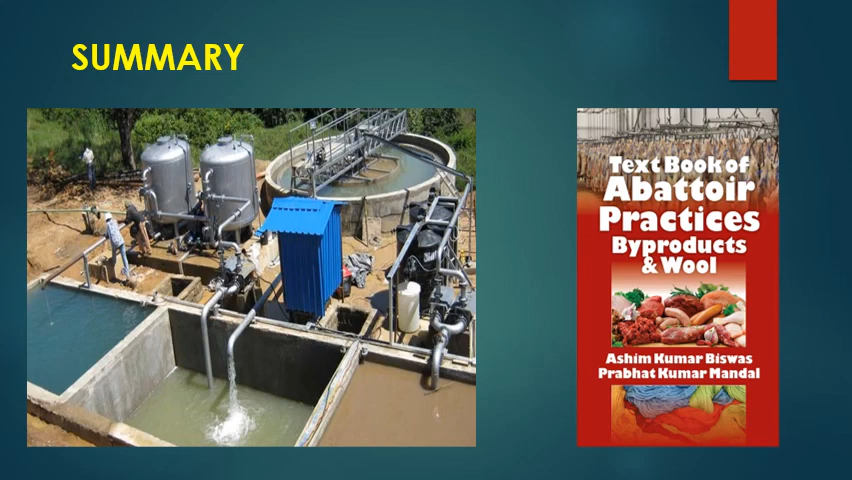 SUMMARY
Text Book of
Abattoir
Practices
Byproducts
& Wool
Ashim Kumar Biswas
Prabhat Kumar Mandal